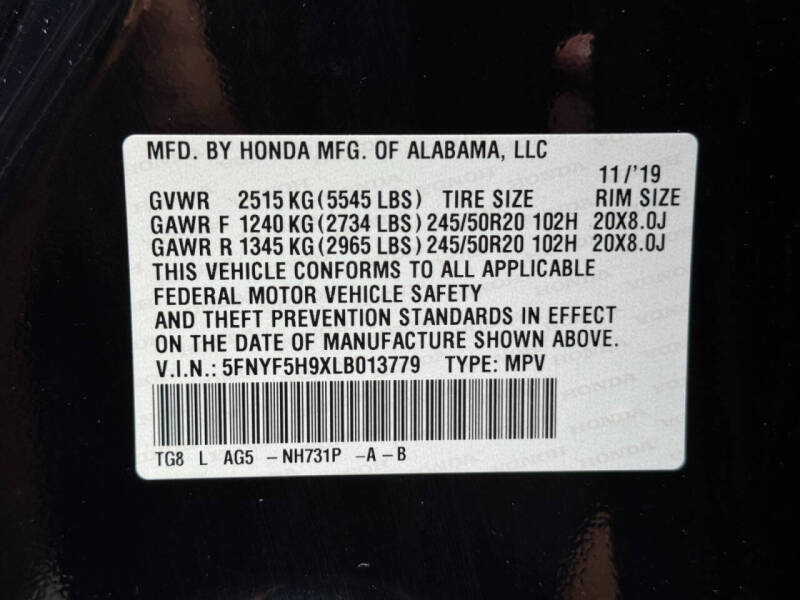 MFD. BY HONDA MFG. OF ALABAMA, LLC
11/'19
GVWR 2515 KG (5545 LBS) TIRE SIZE RIM SIZE
GAWR F 1240 KG (2734 LBS) 245/50R20 102H 20X8.0J
GAWR R 1345 KG (2965 LBS) 245/50R20 102H 20X8.0J
THIS VEHICLE CONFORMS TO ALL APPLICABLE
FEDERAL MOTOR VEHICLE SAFETY
AND THEFT PREVENTION STANDARDS IN EFFECT
ON THE DATE OF MANUFACTURE SHOWN ABOVE.
V.I.N.: 5FNYF5H9XLB013779 TYPE: MPV
TG8 L AG5 -NH731P -A-B